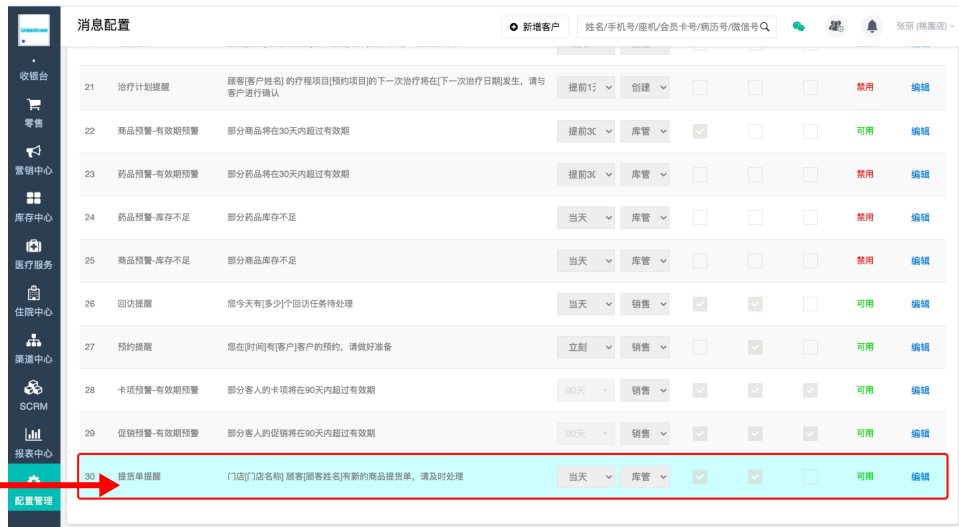 消息配置
新增客户
姓名/手机号/座机/会员卡号/病历号/微信号
张丽 (桃園店)
收银台
零售
营销中心
库存中心
医疗服务
住院中心
渠道中心
SCRM
报表中心
配置管理
21 治疗计划提醒 顾客[客户姓名] 的疗程项目[预约项目]的下一次治疗将在[下一次治疗日期]发生，请与
客户进行确认 提前1 创建 禁用 编辑
22 商品预警-有效期预警 部分商品将在30天内超过有效期 提前30 库管 可用 编辑
23 药品预警-有效期预警 部分药品将在30天内超过有效期 提前30 库管 禁用 编辑
24 药品预警-库存不足 部分药品库存不足 当天 库管 禁用 编辑
25 商品预警-库存不足 部分商品库存不足 当天 库管 禁用 编辑
26 回访提醒 您今天有[多少]个回访任务待处理 当天 销售 可用 编辑
27 预约提醒 您在[时间]有[客户]客户的预约，请做好准备 立刻 销售 可用 编辑
28 卡项预警-有效期预警 部分客人的卡项将在90天内超过有效期 90天 销售 可用 编辑
29 促销预警-有效期预警 部分客人的促销将在90天内超过有效期 90天 销售 可用 编辑
30 提货单提醒 门店[门店名称] 顾客[顾客姓名]有新的商品提货单，请及时处理 当天 库管 可用 编辑